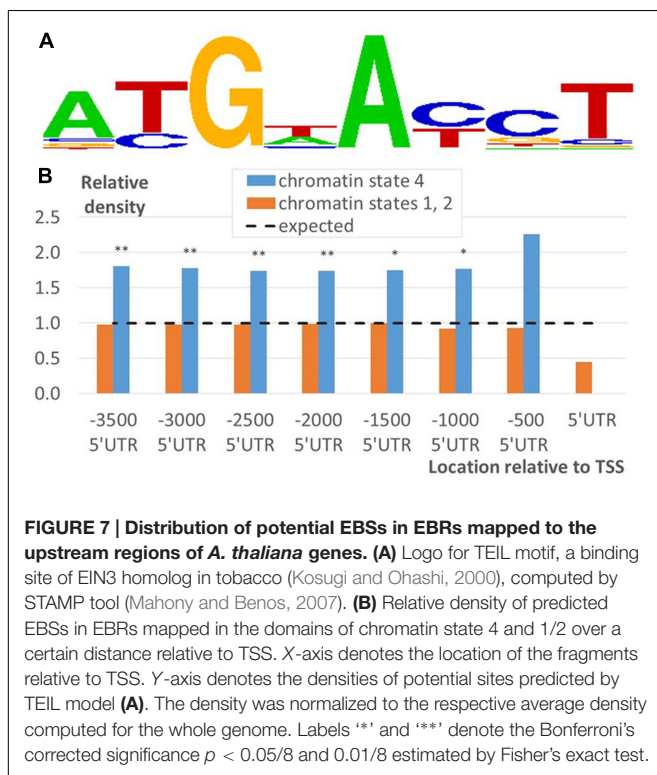 A
ATGTACCT
B
Relative
density
chromatin state 4
chromatin states 1, 2
expected
2.5
2.0
1.5
1.0
0.5
0.0
** ** ** ** * *
-3500 -3000 -2500 -2000 -1500 -1000 -500 5'UTR
5'UTR 5'UTR 5'UTR 5'UTR 5'UTR 5'UTR 5'UTR
Location relative to TSS
FIGURE 7 | Distribution of potential EBSs in EBRs mapped to the
upstream regions of A. thaliana genes. (A) Logo for TEIL motif, a binding
site of EIN3 homolog in tobacco (Kosugi and Ohashi, 2000), computed by
STAMP tool (Mahony and Benos, 2007). (B) Relative density of predicted
EBSs in EBRs mapped in the domains of chromatin state 4 and 1/2 over a
certain distance relative to TSS. X-axis denotes the location of the fragments
relative to TSS. Y-axis denotes the densities of potential sites predicted by
TEIL model (A). The density was normalized to the respective average density
computed for the whole genome. Labels ‘*’ and ‘**’ denote the Bonferroni’s
corrected significance p < 0.05/8 and 0.01/8 estimated by Fisher’s exact test.